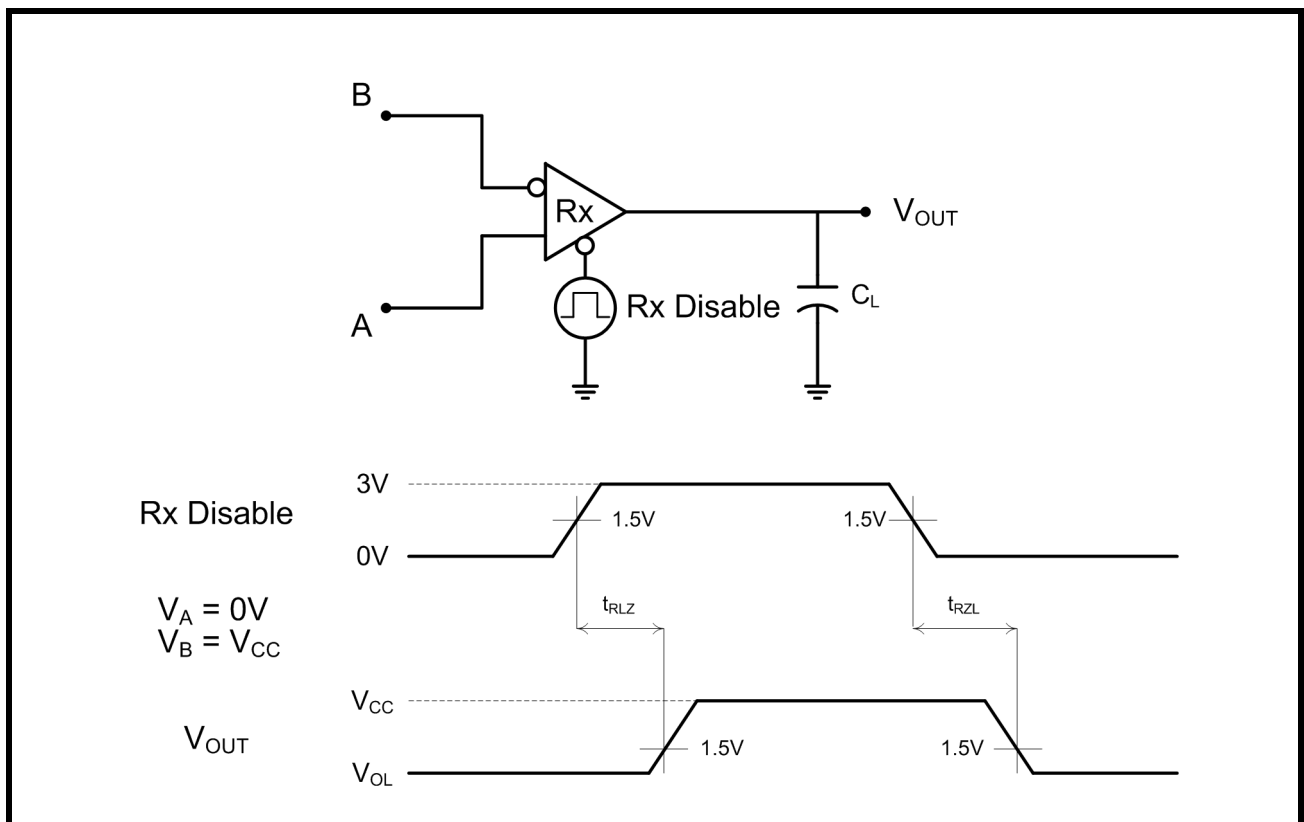 B
Rx
V_OUT
Rx Disable
C_L
A
3V
Rx Disable
1.5V
1.5V
0V
t_RLZ
t_RZL
V_A = 0V
V_B = V_CC
V_CC
V_OUT
1.5V
1.5V
V_OL